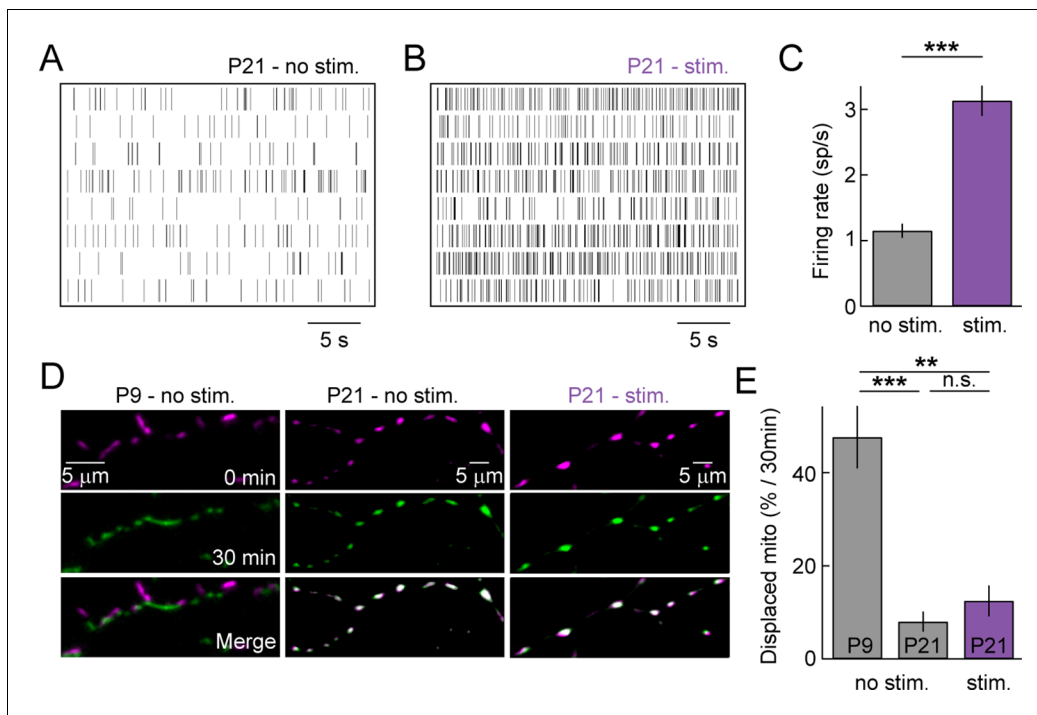 A
P21 - no stim.
5 s
B
P21 - stim.
5 s
C
***
Firing rate (sp/s)
3
2
1
0
no stim.
stim.
D
P9 - no stim.
P21 - no stim.
P21 - stim.
5 μm
0 min
5 μm
5 μm
30 min
Merge
E
**
***
n.s.
Displaced mito (% / 30min)
40
20
0
P9
P21
P21
no stim.
stim.